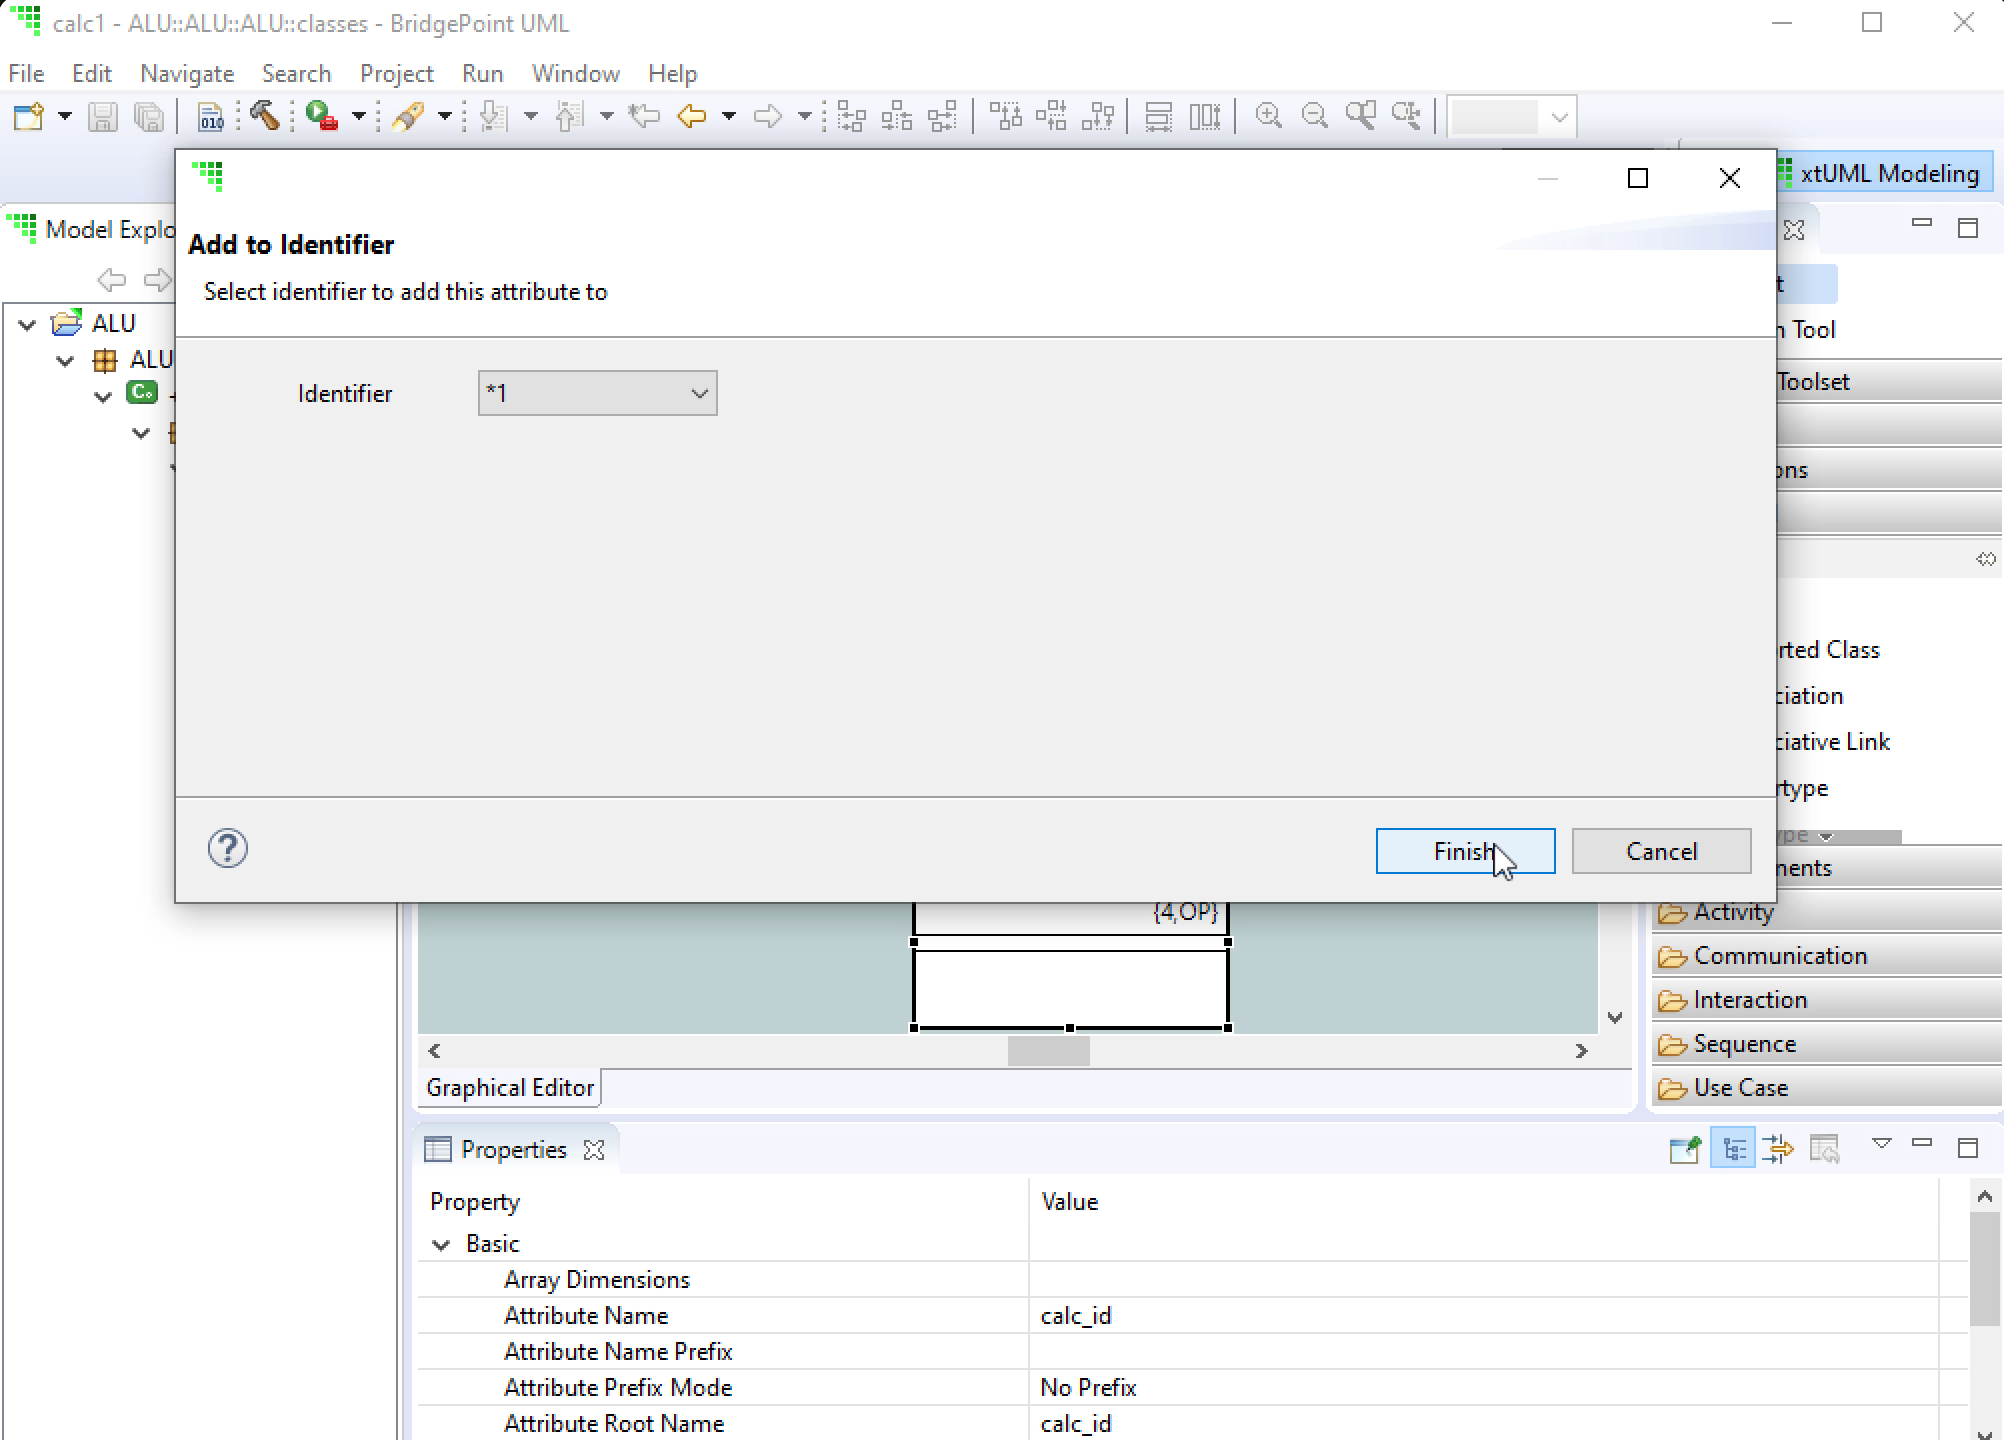 calc1 - ALU::ALU::ALU::classes - BridgePoint UML
File Edit Navigate Search Project Run Window Help
010
xtUML Modeling
Model Explo
Add to Identifier
Select identifier to add this attribute to
ALU
ALU
Identifier *1
t
n Tool
Toolset
ons
rted Class
ciation
ciative Link
rtype
ype
Finish Cancel
nents
{4,OP}
Activity
Communication
Interaction
Sequence
Use Case
Graphical Editor
Properties
Property Value
Basic
Array Dimensions
Attribute Name calc_id
Attribute Name Prefix
Attribute Prefix Mode No Prefix
Attribute Root Name calc_id